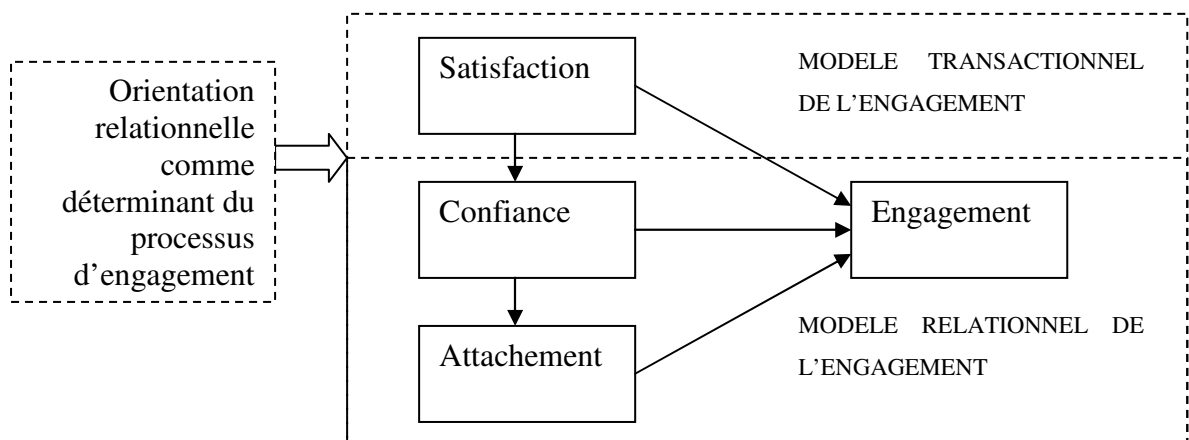 Orientation
relationnelle
comme
déterminant du
processus
d’engagement
Satisfaction
MODELE TRANSACTIONNEL
DE L’ENGAGEMENT
Confiance
Engagement
Attachement
MODELE RELATIONNEL DE
L’ENGAGEMENT